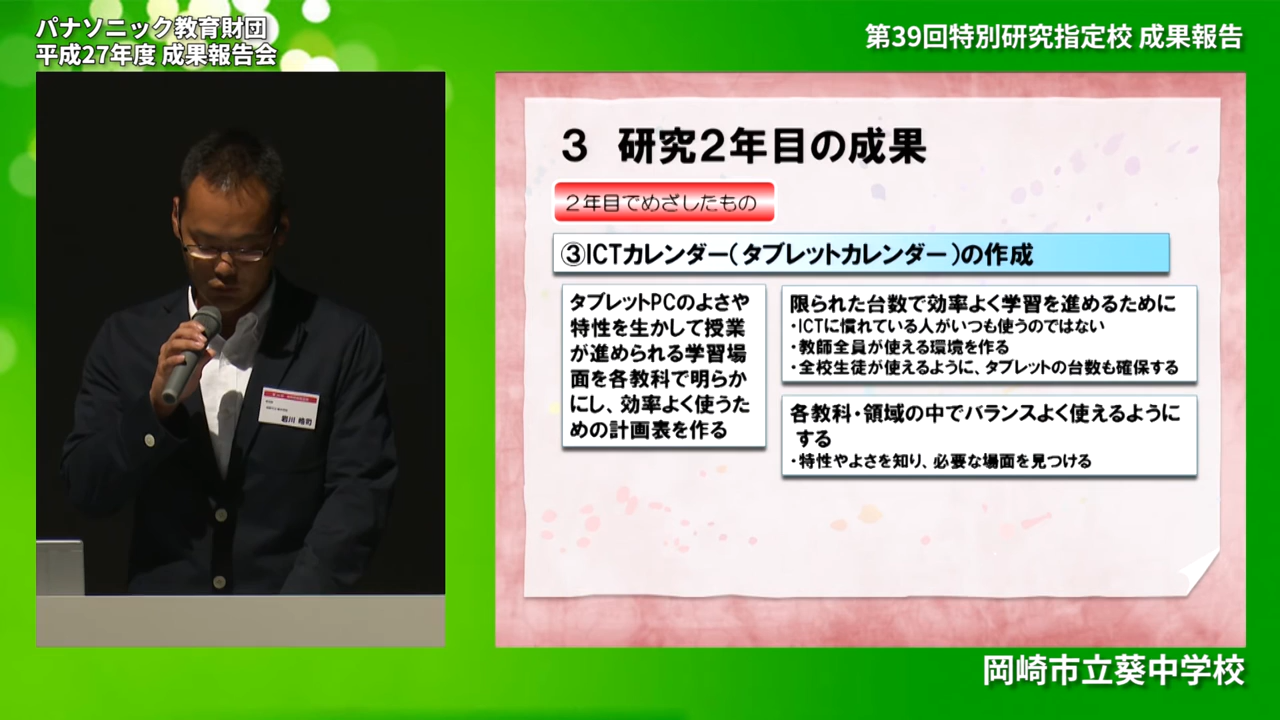 パナソニック教育財団
平成27年度 成果報告会
第39回特別研究指定校 成果報告
３　研究２年目の成果
２年目でめざしたもの
③ICTカレンダー（タブレットカレンダー）の作成
タブレットPCのよさや
特性を生かして授業
が進められる学習場
面を各教科で明らか
にし、効率よく使うた
めの計画表を作る
限られた台数で効率よく学習を進めるために
・ICTに慣れている人がいつも使うのではない
・教師全員が使える環境を作る
・全校生徒が使えるように、タブレットの台数も確保する
各教科・領域の中でバランスよく使えるように
する
・特性やよさを知り、必要な場面を見つける
岡崎市立葵中学校